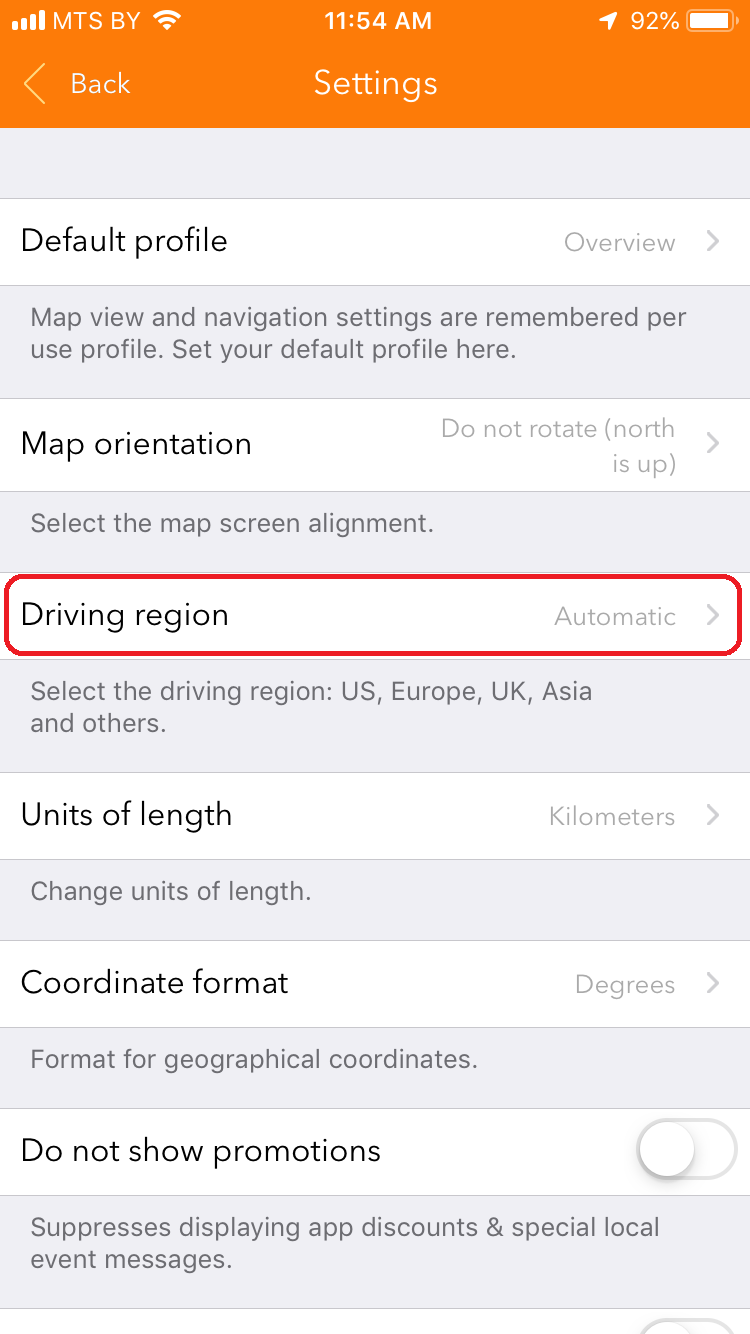 MTS BY 11:54 AM 92%
Back Settings
Default profile Overview
Map view and navigation settings are remembered per
use profile. Set your default profile here.
Map orientation Do not rotate (north
is up)
Select the map screen alignment.
Driving region Automatic
Select the driving region: US, Europe, UK, Asia
and others.
Units of length Kilometers
Change units of length.
Coordinate format Degrees
Format for geographical coordinates.
Do not show promotions
Suppresses displaying app discounts & special local
event messages.